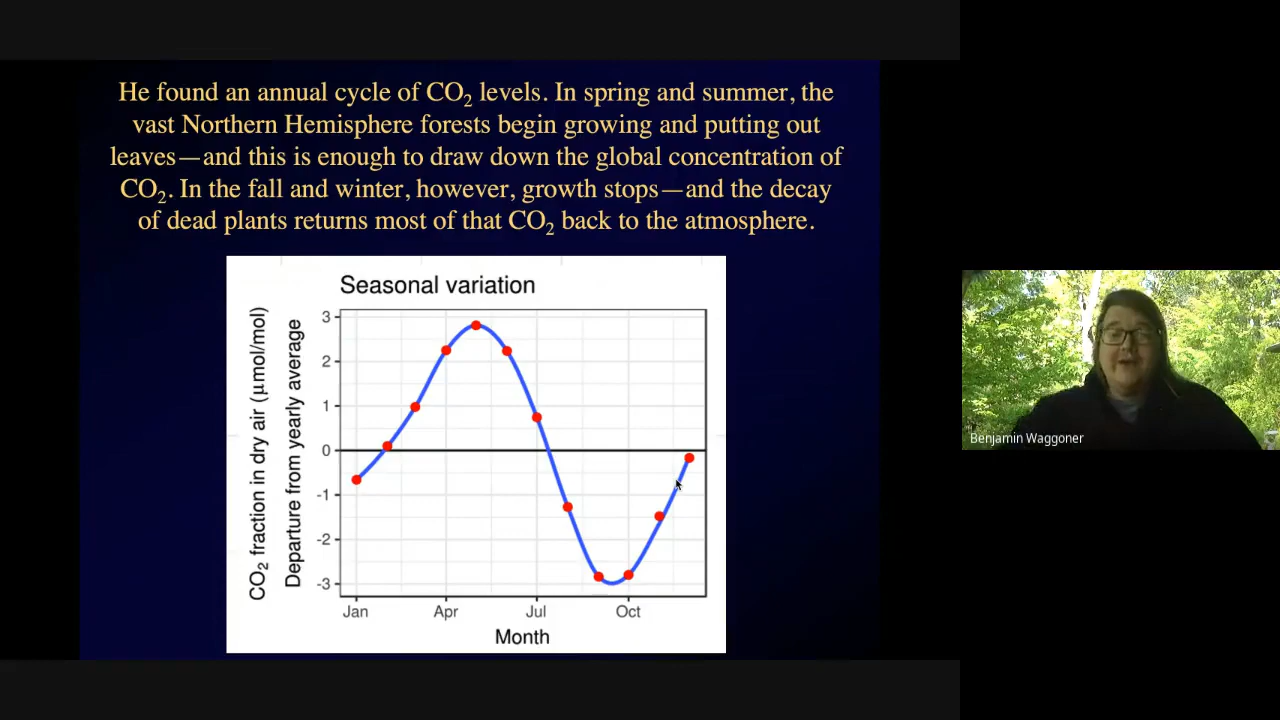 He found an annual cycle of CO₂ levels. In spring and summer, the
vast Northern Hemisphere forests begin growing and putting out
leaves—and this is enough to draw down the global concentration of
CO₂. In the fall and winter, however, growth stops—and the decay
of dead plants returns most of that CO₂ back to the atmosphere.
Seasonal variation
CO₂ fraction in dry air (μmol/mol)
Departure from yearly average
3
2
1
0
-1
-2
-3
Jan Apr Jul Oct
Month
Benjamin Waggoner